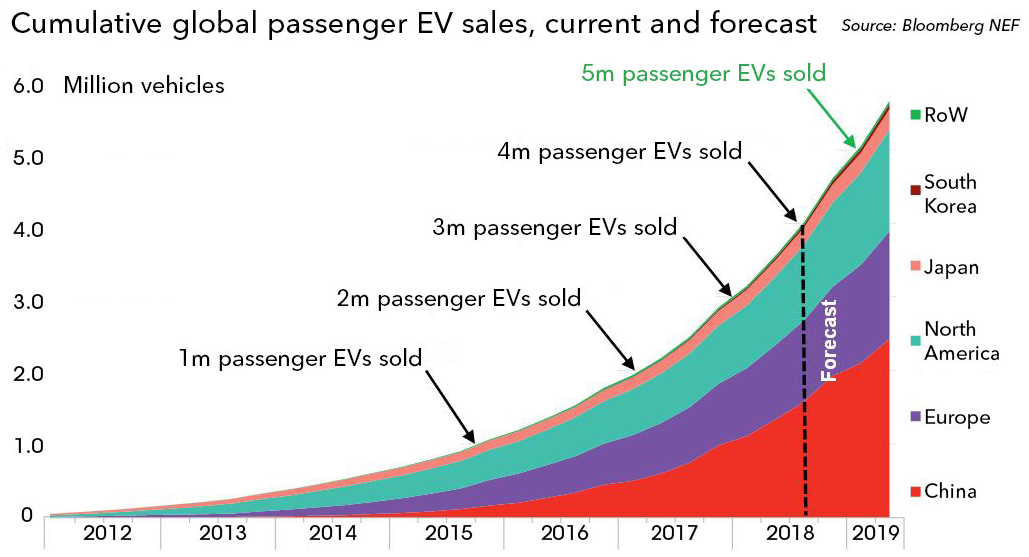 Cumulative global passenger EV sales, current and forecast
Source: Bloomberg NEF
6.0 Million vehicles
5m passenger EVs sold
RoW
5.0
4m passenger EVs sold
South
Korea
4.0
3m passenger EVs sold
Japan
3.0
2m passenger EVs sold
Forecast
North
America
2.0
1m passenger EVs sold
Europe
1.0
China
0
2012 2013 2014 2015 2016 2017 2018 2019